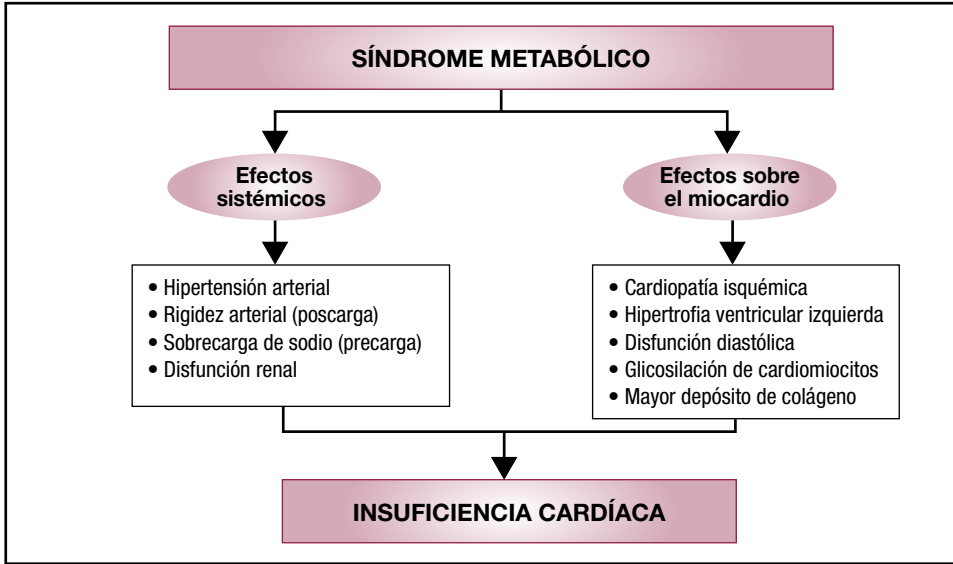 SÍNDROME METABÓLICO
Efectos
sistémicos
Efectos sobre
el miocardio
• Hipertensión arterial
• Rigidez arterial (poscarga)
• Sobrecarga de sodio (precarga)
• Disfunción renal
• Cardiopatía isquémica
• Hipertrofia ventricular izquierda
• Disfunción diastólica
• Glicosilación de cardiomiocitos
• Mayor depósito de colágeno
INSUFICIENCIA CARDÍACA